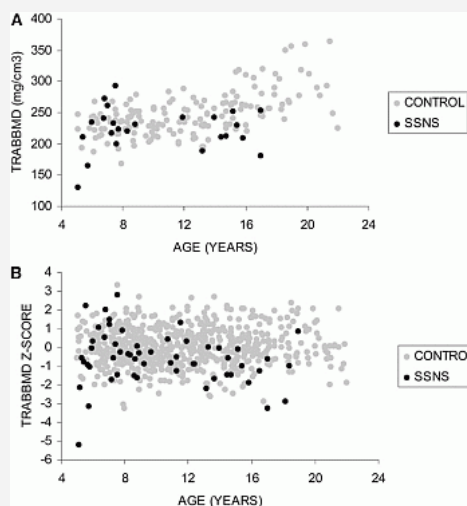 A
400
350
300
250
200
150
100
TRABBMD (mg/cm3)
4 8 12 16 20 24
AGE (YEARS)
CONTROL
SSNS
B
4
3
2
1
0
-1
-2
-3
-4
-5
-6
TRABBMD Z-SCORE
4 8 12 16 20 24
AGE (YEARS)
CONTRO
SSNS